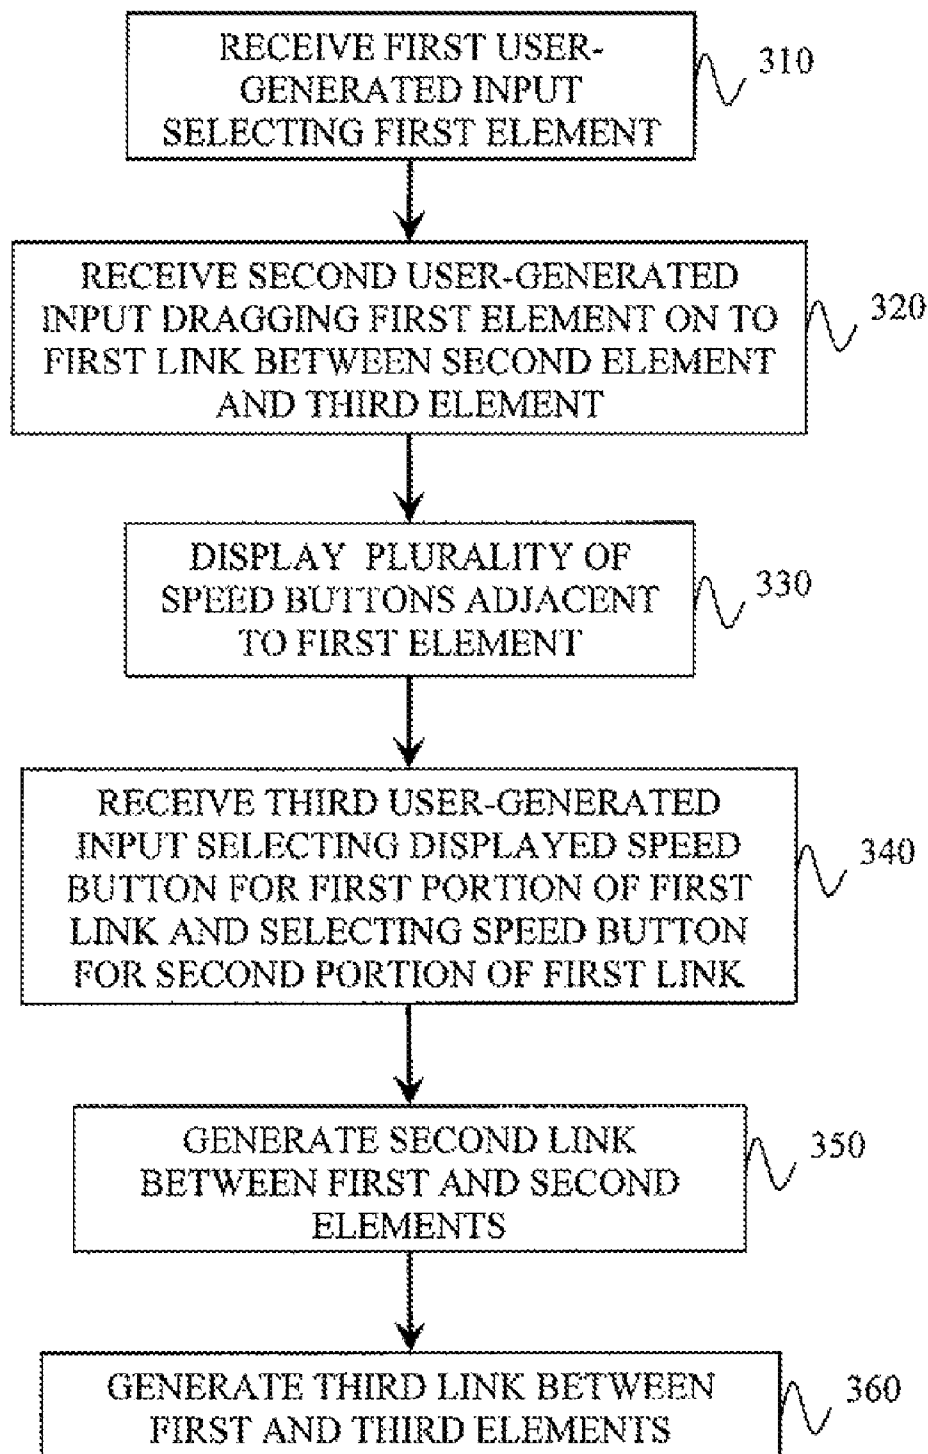 RECEIVE FIRST USER-
GENERATED INPUT
SELECTING FIRST ELEMENT
310
RECEIVE SECOND USER-GENERATED
INPUT DRAGGING FIRST ELEMENT ON TO
FIRST LINK BETWEEN SECOND ELEMENT
AND THIRD ELEMENT
320
DISPLAY PLURALITY OF
SPEED BUTTONS ADJACENT
TO FIRST ELEMENT
330
RECEIVE THIRD USER-GENERATED
INPUT SELECTING DISPLAYED SPEED
BUTTON FOR FIRST PORTION OF FIRST
LINK AND SELECTING SPEED BUTTON
FOR SECOND PORTION OF FIRST LINK
340
GENERATE SECOND LINK
BETWEEN FIRST AND SECOND
ELEMENTS
350
GENERATE THIRD LINK BETWEEN
FIRST AND THIRD ELEMENTS
360